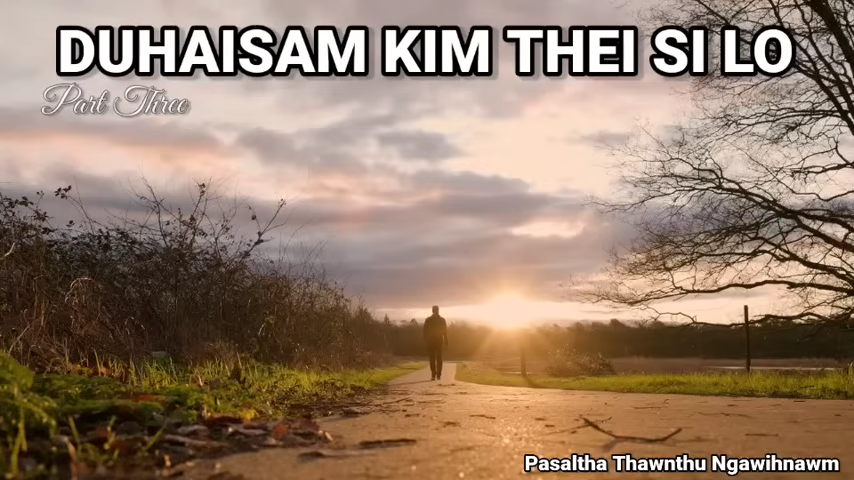 DUHAISAM KIM THEI SI LO
Part Three
Pasaltha Thawnthu Ngawihnawm